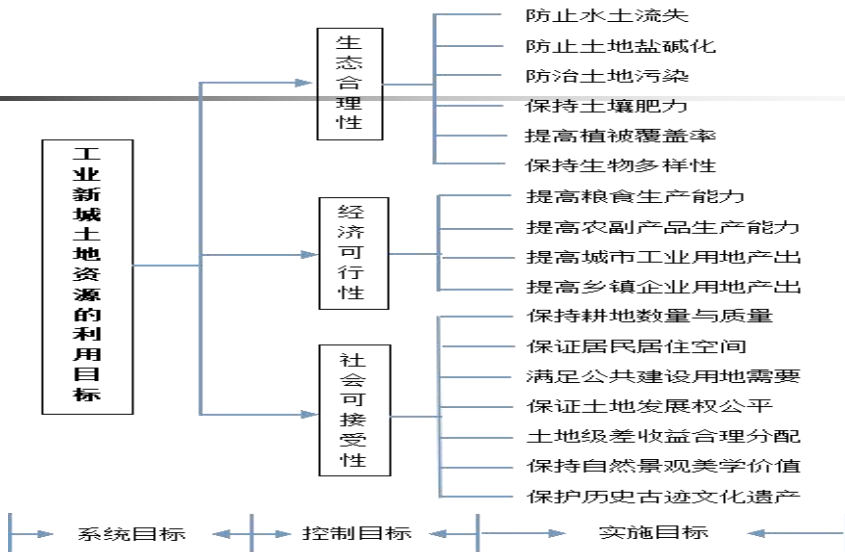 工业新城土地资源的利用目标
生态合理性
防止水土流失
防止土地盐碱化
防治土地污染
保持土壤肥力
提高植被覆盖率
保持生物多样性
经济可行性
提高粮食生产能力
提高农副产品生产能力
提高城市工业用地产出
提高乡镇企业用地产出
社会可接受性
保持耕地数量与质量
保证居民居住空间
满足公共建设用地需要
保证土地发展权公平
土地级差收益合理分配
保持自然景观美学价值
保护历史古迹文化遗产
系统目标
控制目标
实施目标